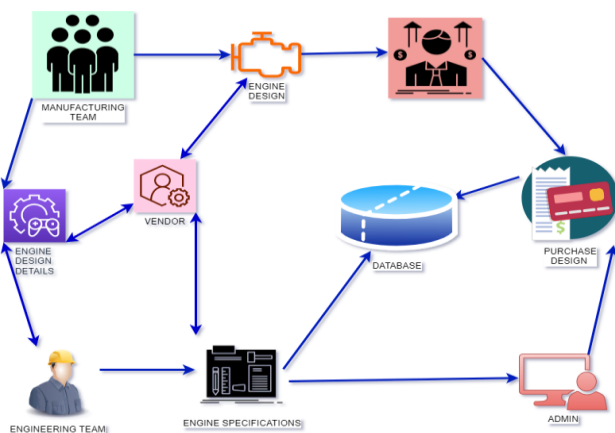 MANUFACTURING
TEAM
ENGINE
DESIGN
VENDOR
ENGINE
DESIGN
DETAILS
DATABASE
PURCHASE
DESIGN
ENGINEERING TEAM
ENGINE SPECIFICATIONS
ADMIN